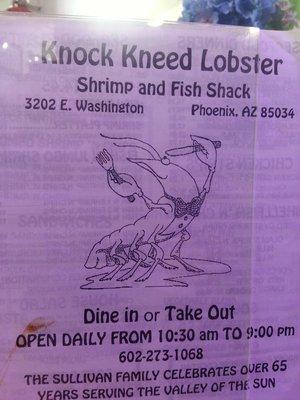 Knock Kneed Lobster
Shrimp and Fish Shack
3202 E. Washington Phoenix, AZ 85034
Dine in or Take Out
OPEN DAILY FROM 10:30 am TO 9:00 pm
602-273-1068
THE SULLIVAN FAMILY CELEBRATES OVER 65
YEARS SERVING THE VALLEY OF THE SUN